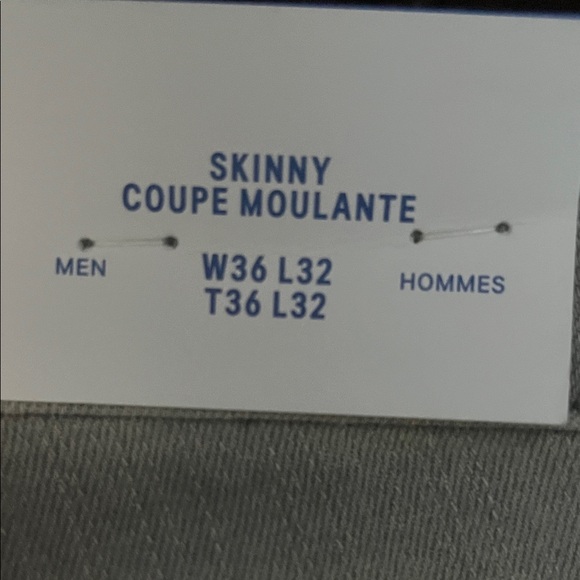 SKINNY
COUPE MOULANTE
MEN
W36 L32
T36 L32
HOMMES